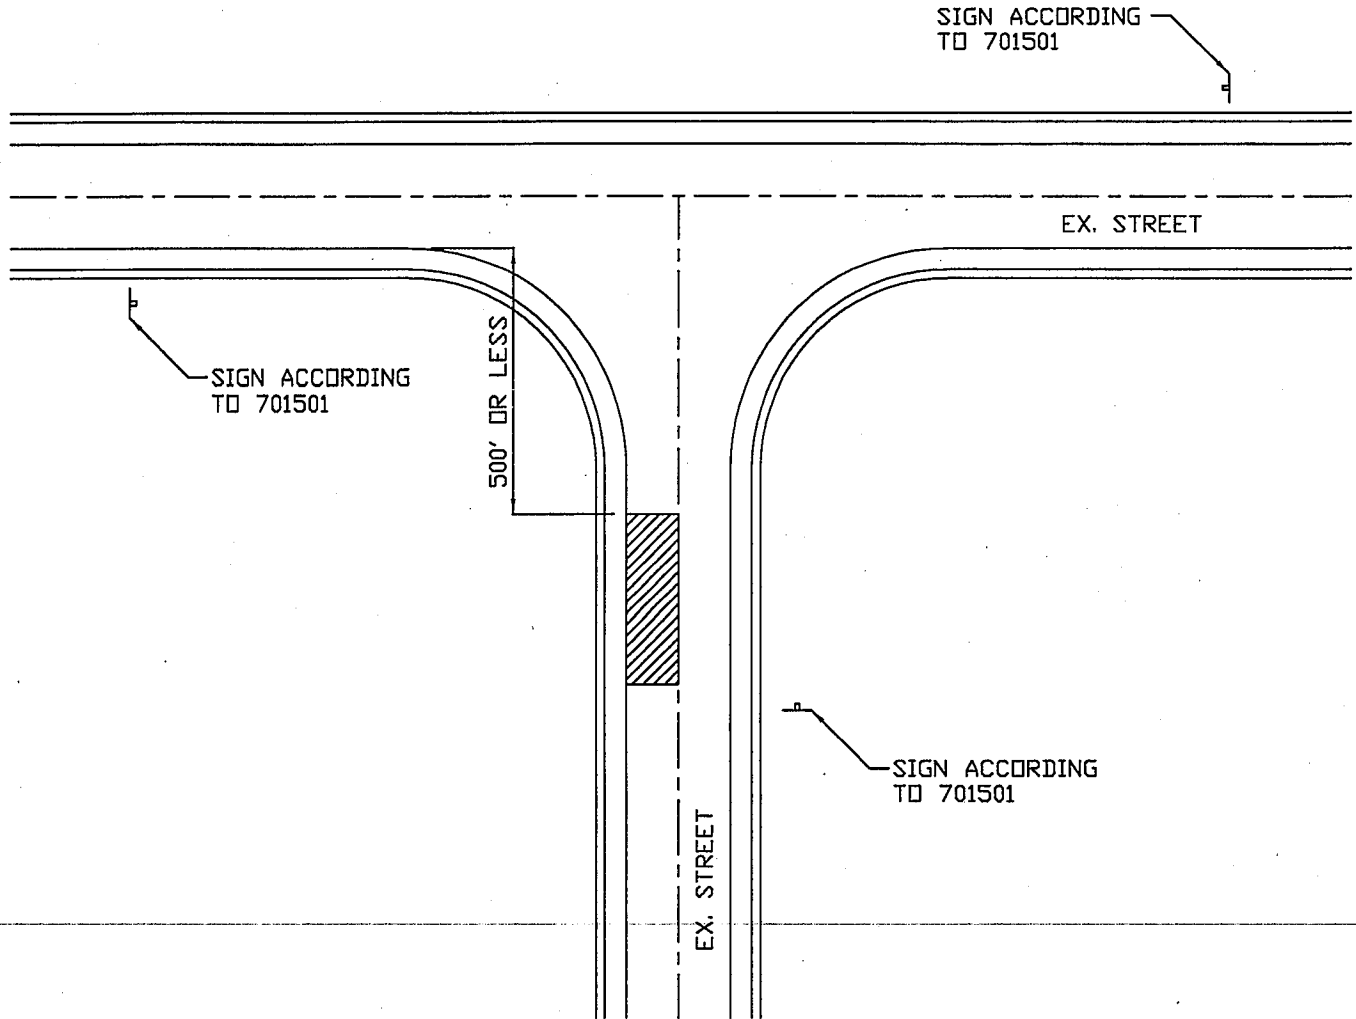 SIGN ACCORDING
TO 701501
EX. STREET
500' OR LESS
SIGN ACCORDING
TO 701501
SIGN ACCORDING
TO 701501
EX. STREET